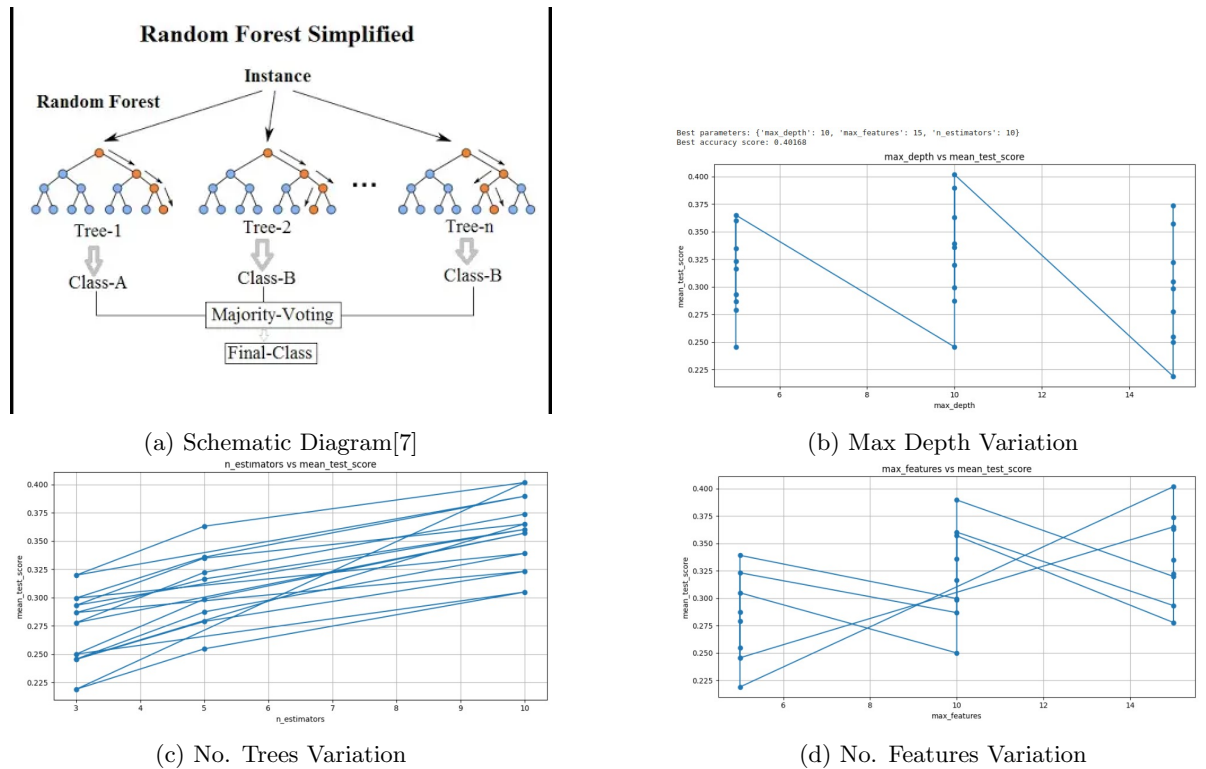 Random Forest Simplified
Instance
Random Forest
...
Tree-1
Tree-2
Tree-n
Class-A
Class-B
Class-B
Majority-Voting
Final-Class
(a) Schematic Diagram[7]
Best parameters: {'max_depth': 10, 'max_features': 15, 'n_estimators': 10}
Best accuracy score: 0.40168
max_depth vs mean_test_score
mean_test_score
0.400
0.375
0.350
0.325
0.300
0.275
0.250
0.225
6 8 10 12 14
max_depth
(b) Max Depth Variation
n_estimators vs mean_test_score
mean_test_score
0.400
0.375
0.350
0.325
0.300
0.275
0.250
0.225
3 4 5 6 7 8 9 10
n_estimators
(c) No. Trees Variation
max_features vs mean_test_score
mean_test_score
0.400
0.375
0.350
0.325
0.300
0.275
0.250
0.225
6 8 10 12 14
max_features
(d) No. Features Variation